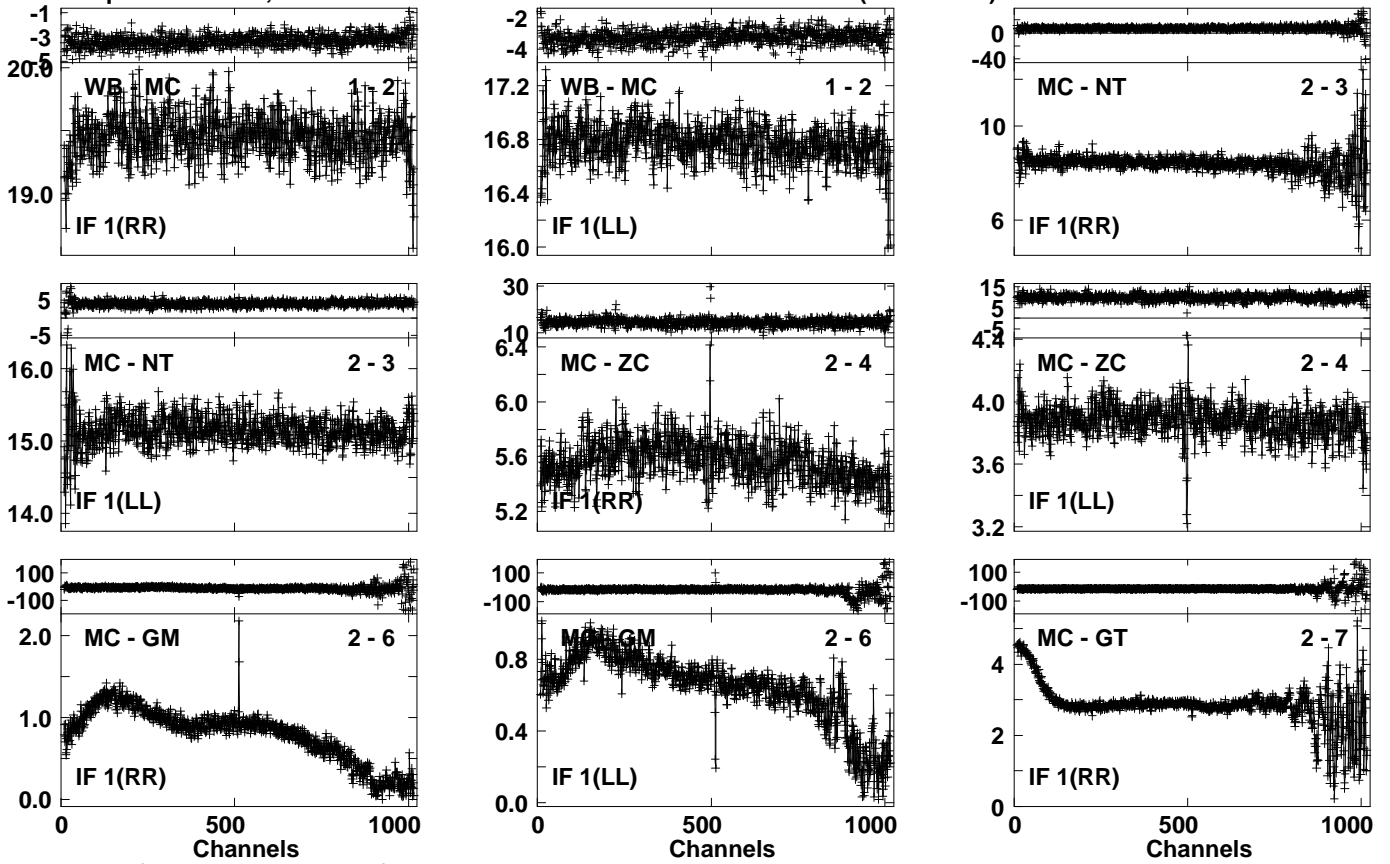 -1
-3
-5
20.0
19.0
WB - MC 1 - 2
IF 1(RR)
-2
-4
17.2
16.8
16.4
16.0
WB - MC 1 - 2
IF 1(LL)
0
-40
10
6
MC - NT 2 - 3
IF 1(RR)
5
-5
16.0
15.0
14.0
MC - NT 2 - 3
IF 1(LL)
30
10
6.4
6.0
5.6
5.2
MC - ZC 2 - 4
IF 1(RR)
15
5
-5
4.4
4.0
3.6
3.2
MC - ZC 2 - 4
IF 1(LL)
100
-100
2.0
1.0
0.0
MC - GM 2 - 6
IF 1(RR)
0 500 1000
Channels
100
-100
0.8
0.4
0.0
MC - GM 2 - 6
IF 1(LL)
0 500 1000
Channels
100
-100
4
2
0
MC - GT 2 - 7
IF 1(RR)
0 500 1000
Channels